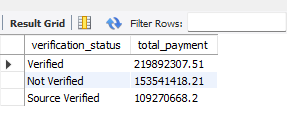 Result Grid Filter Rows:
verification_status total_payment
Verified 219892307.51
Not Verified 153541418.21
Source Verified 109270668.2